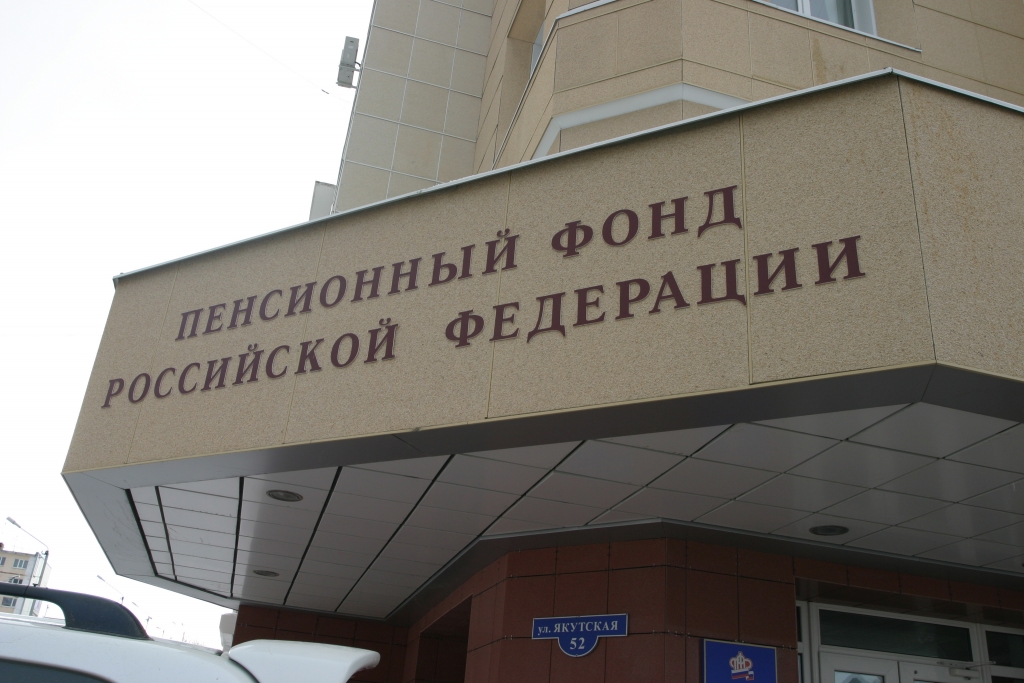 ПЕНСИОННЫЙ ФОНД
РОССИЙСКОЙ ФЕДЕРАЦИИ
ул. ЯКУТСКАЯ
52